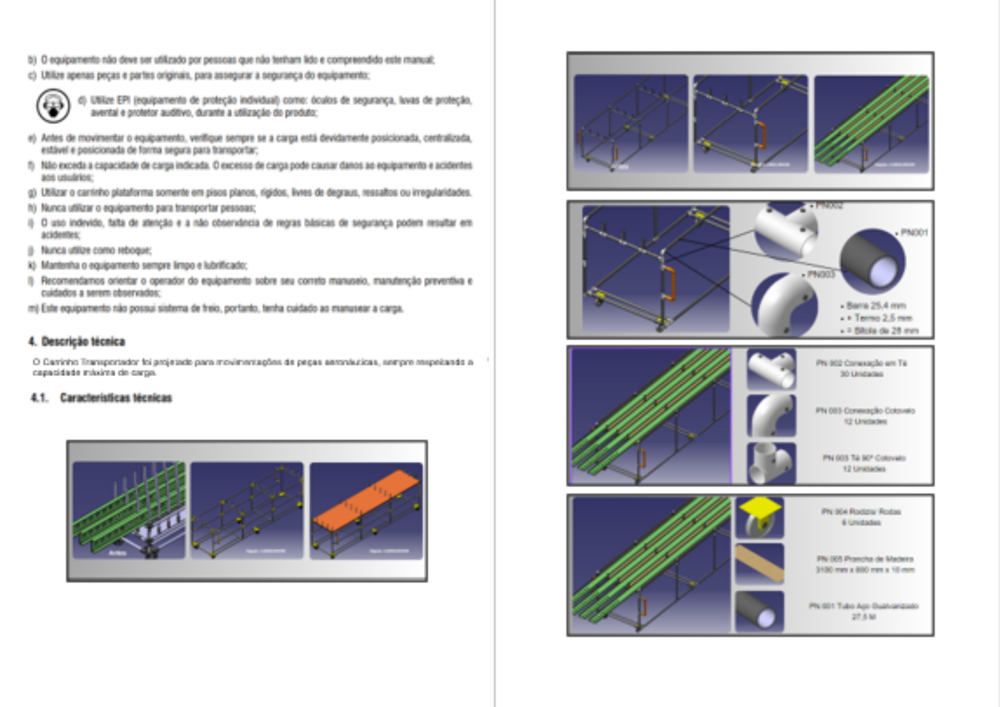 b) O equipamento não deve ser utilizado por pessoas que não tenham lido e compreendido este manual;
c) Utilize apenas peças e partes originais, para assegurar a segurança do equipamento;
d) Utilize EPI (equipamento de proteção individual) como: óculos de segurança, luvas de proteção,
avental e protetor auditivo, durante a utilização do produto;
e) Antes de movimentar o equipamento, verifique sempre se a carga está devidamente posicionada, centralizada,
estável e posicionada de forma segura para transportar;
f) Não exceda a capacidade de carga indicada. O excesso de carga pode causar danos ao equipamento e acidentes
aos usuários;
g) Utilizar o carrinho plataforma somente em pisos planos, rígidos, livres de degraus, ressaltos ou irregularidades.
h) Nunca utilizar o equipamento para transportar pessoas;
i) O uso indevido, falta de atenção e a não observância de regras básicas de segurança podem resultar em
acidentes;
j) Nunca utilize como reboque;
k) Mantenha o equipamento sempre limpo e lubrificado;
l) Recomendamos orientar o operador do equipamento sobre seu correto manuseio, manutenção preventiva e
cuidados a serem observados;
m) Este equipamento não possui sistema de freio, portanto, tenha cuidado ao manusear a carga.
4. Descrição técnica
O Carrinho Transportador foi projetado para movimentações de peças aeronáuticas, sempre respeitando a
capacidade máxima de carga.
4.1. Características técnicas
Antes
• PN002
• PN001
• PN003
• Barra 25,4 mm
• + Termo 2,5 mm
• = Bitola de 28 mm
PN 002 Conexação em Tê
30 Unidades
PN 003 Conexação Cotovelo
12 Unidades
PN 003 Tê 90º Cotovelo
12 Unidades
PN 004 Rodizio/ Rodas
6 Unidades
PN 005 Prancha de Madeira
3100 mm x 800 mm x 10 mm
PN 001 Tubo Aço Gualvanizado
27,5 M